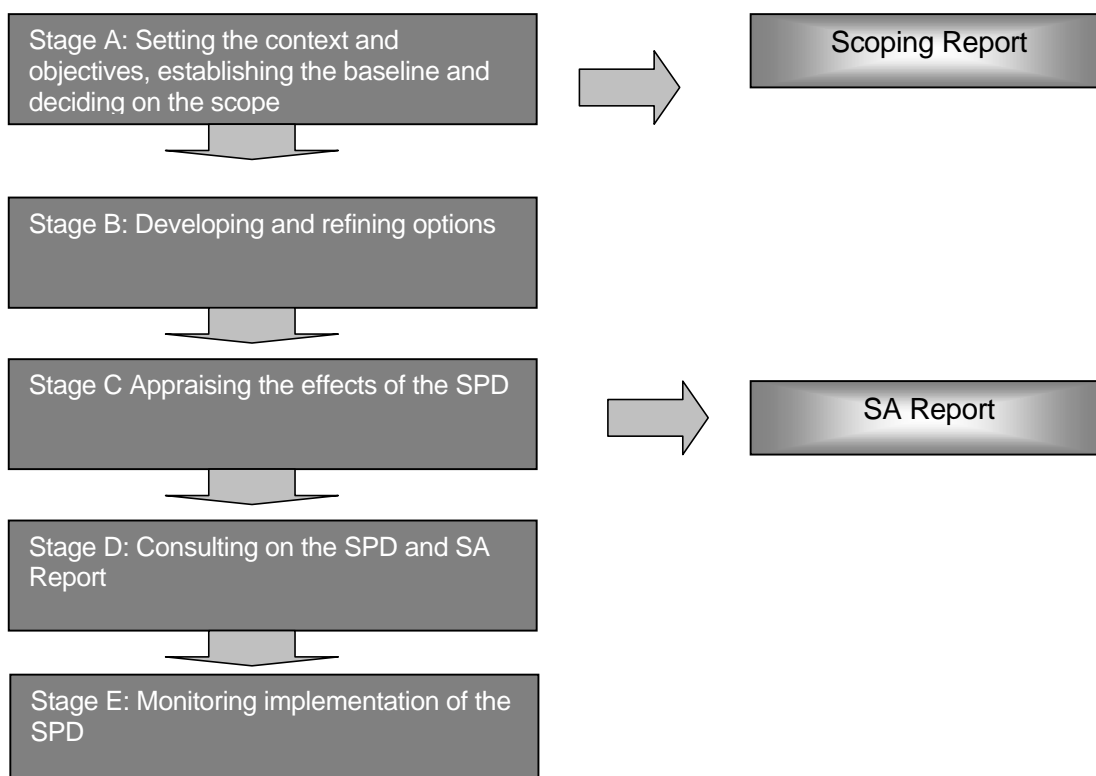 Stage A: Setting the context and
objectives, establishing the baseline and
deciding on the scope
Scoping Report
Stage B: Developing and refining options
Stage C Appraising the effects of the SPD
SA Report
Stage D: Consulting on the SPD and SA
Report
Stage E: Monitoring implementation of the
SPD